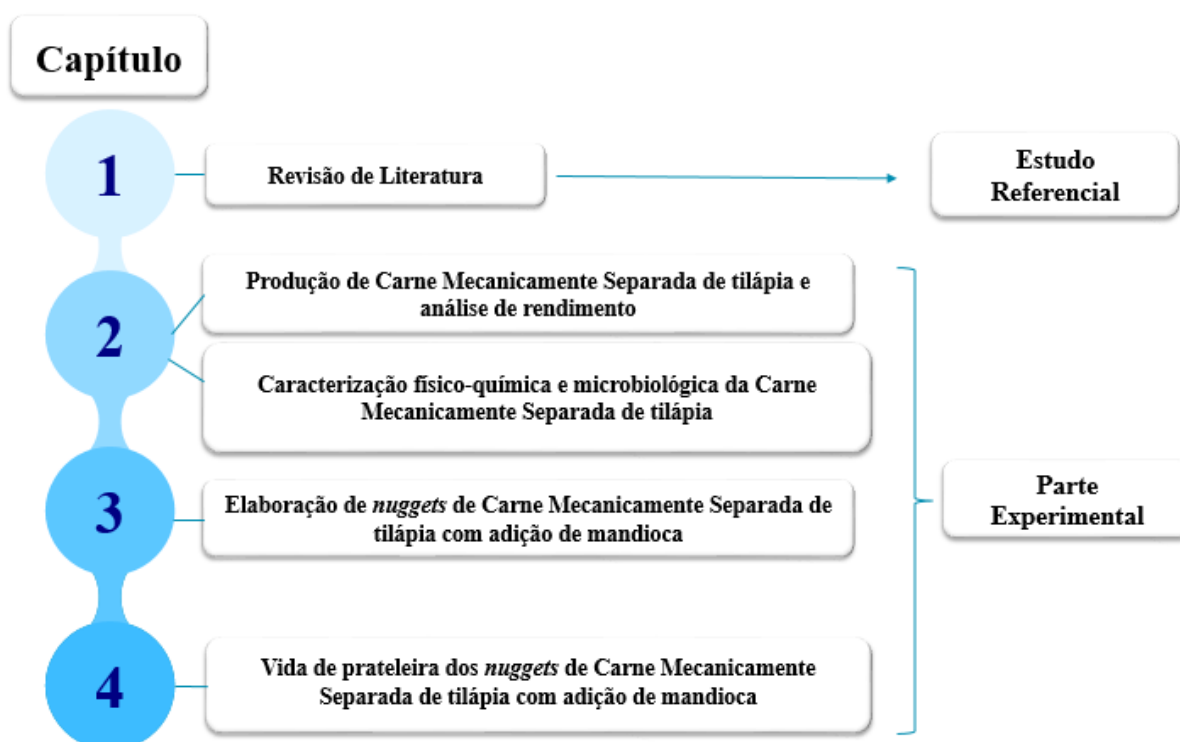 Capítulo
1
Revisão de Literatura
Estudo
Referencial
2
Produção de Carne Mecanicamente Separada de tilápia e
análise de rendimento
Caracterização físico-química e microbiológica da Carne
Mecanicamente Separada de tilápia
3
Elaboração de nuggets de Carne Mecanicamente Separada de
tilápia com adição de mandioca
Parte
Experimental
4
Vida de prateleira dos nuggets de Carne Mecanicamente
Separada de tilápia com adição de mandioca